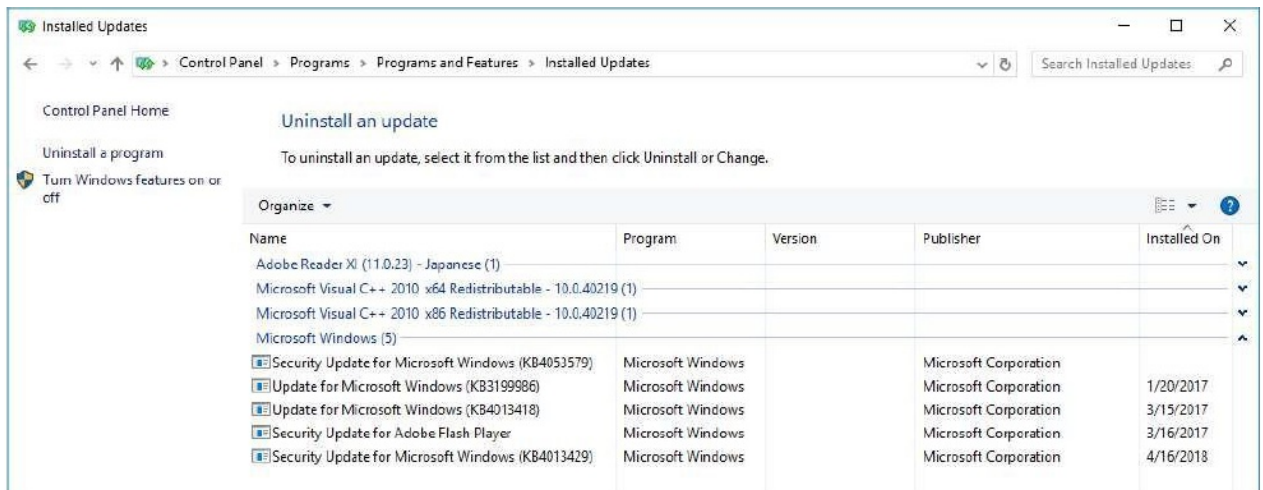 Installed Updates
Control Panel > Programs > Programs and Features > Installed Updates
Search Installed Updates
Control Panel Home
Uninstall a program
Turn Windows features on or
off
Uninstall an update
To uninstall an update, select it from the list and then click Uninstall or Change.
Organize
Name Program Version Publisher Installed On
Adobe Reader XI (11.0.23) - Japanese (1)
Microsoft Visual C++ 2010 x64 Redistributable - 10.0.40219 (1)
Microsoft Visual C++ 2010 x86 Redistributable - 10.0.40219 (1)
Microsoft Windows (5)
Security Update for Microsoft Windows (KB4053579) Microsoft Windows Microsoft Corporation
Update for Microsoft Windows (KB3199986) Microsoft Windows Microsoft Corporation 1/20/2017
Update for Microsoft Windows (KB4013418) Microsoft Windows Microsoft Corporation 3/15/2017
Security Update for Adobe Flash Player Microsoft Windows Microsoft Corporation 3/16/2017
Security Update for Microsoft Windows (KB4013429) Microsoft Windows Microsoft Corporation 4/16/2018